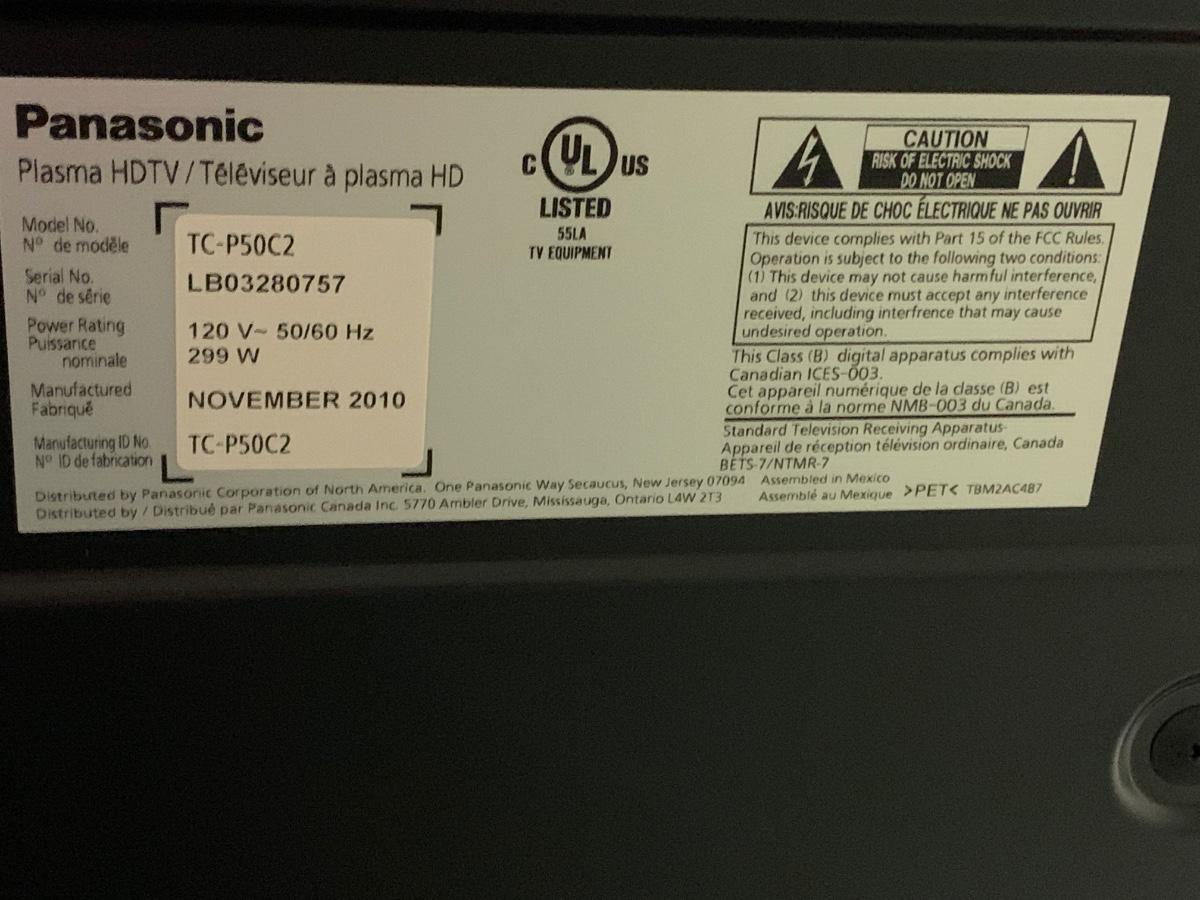 Panasonic
Plasma HDTV / Téléviseur à plasma HD
Model No.
Nº de modèle
TC-P50C2
Serial No.
Nº de série
LB03280757
Power Rating
Puissance
nominale
120 V~ 50/60 Hz
299 W
Manufactured
Fabriqué
NOVEMBER 2010
Manufacturing ID No.
Nº ID de fabrication
TC-P50C2
C UL® US
LISTED
55LA
TV EQUIPMENT
CAUTION
RISK OF ELECTRIC SHOCK
DO NOT OPEN
AVIS:RISQUE DE CHOC ÉLECTRIQUE NE PAS OUVRIR
This device complies with Part 15 of the FCC Rules.
Operation is subject to the following two conditions:
(1) This device may not cause harmful interference,
and (2) this device must accept any interference
received, including interfrence that may cause
undesired operation.
This Class (B) digital apparatus complies with
Canadian ICES-003.
Cet appareil numérique de la classe (B) est
conforme à la norme NMB-003 du Canada.
Standard Television Receiving Apparatus-
Appareil de réception télévision ordinaire, Canada
BETS-7/NTMR-7
Distributed by Panasonic Corporation of North America. One Panasonic Way Secaucus, New Jersey 07094
Distributed by / Distribué par Panasonic Canada Inc. 5770 Ambler Drive, Mississauga, Ontario L4W 2T3
Assembled in Mexico
Assemblé au Mexique
>PET< TBM2AC487